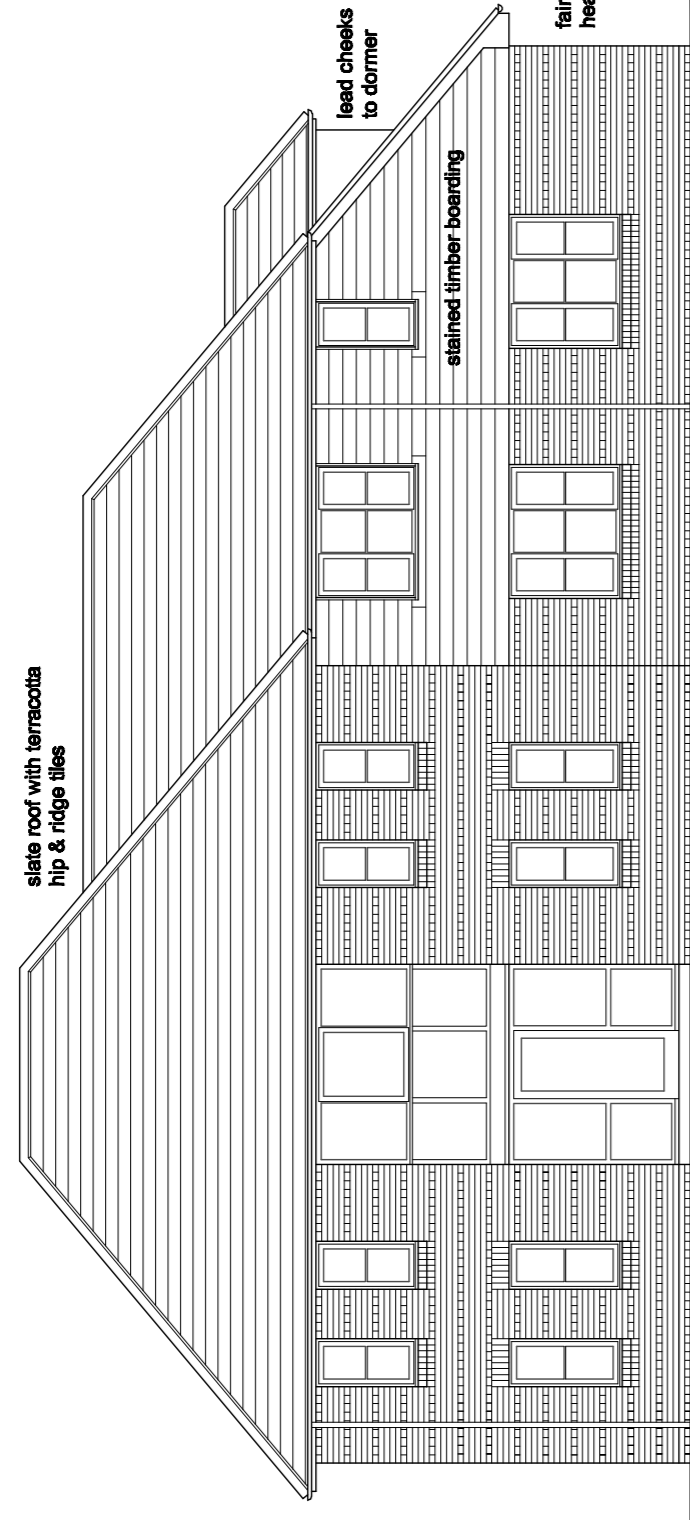 slate roof with terracotta
hip & ridge tiles
lead cheeks
to dormer
stained timber boarding